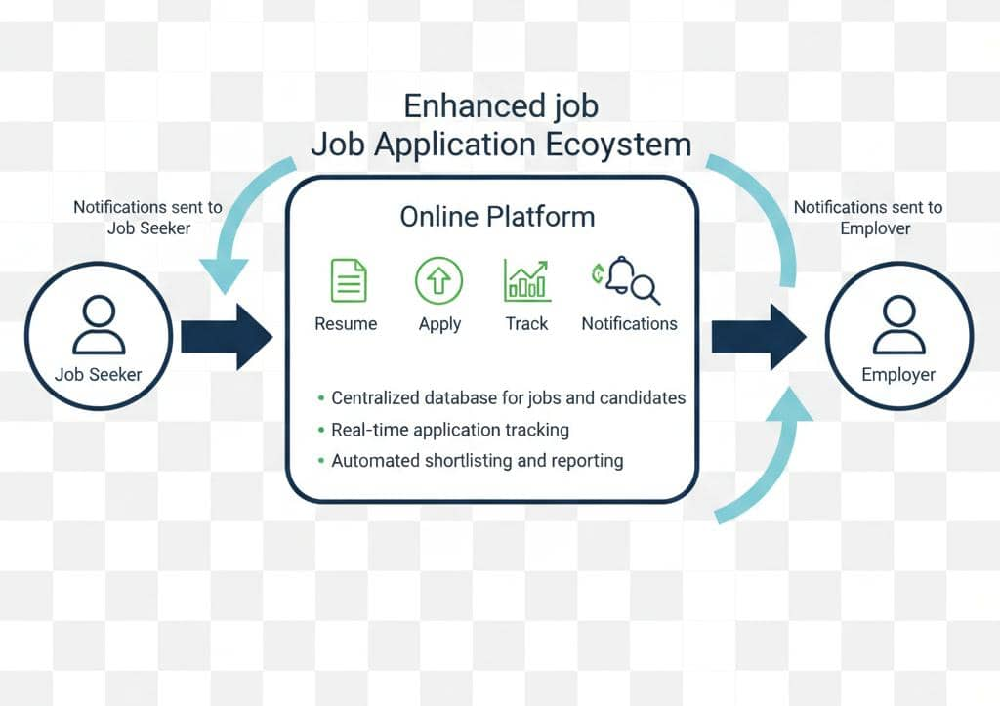 Enhanced job
Job Application Ecoystem
Notifications sent to
Job Seeker
Job Seeker
Online Platform
Resume
Apply
Track
Notifications
• Centralized database for jobs and candidates
• Real-time application tracking
• Automated shortlisting and reporting
Notifications sent to
Emplover
Employer